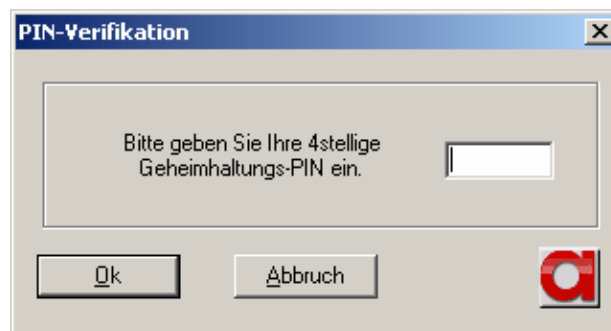 PIN-Verifikation
Bitte geben Sie Ihre 4stellige
Geheimhaltungs-PIN ein.
Ok
Abbruch